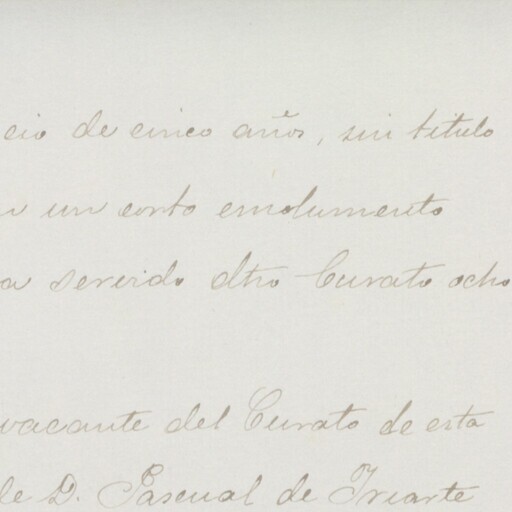 cio de cinco años, sin titulo
un corto emolumento
a servido dho Curato ocho
vacante del Curato de esta
de D. Pascual de Iriarte